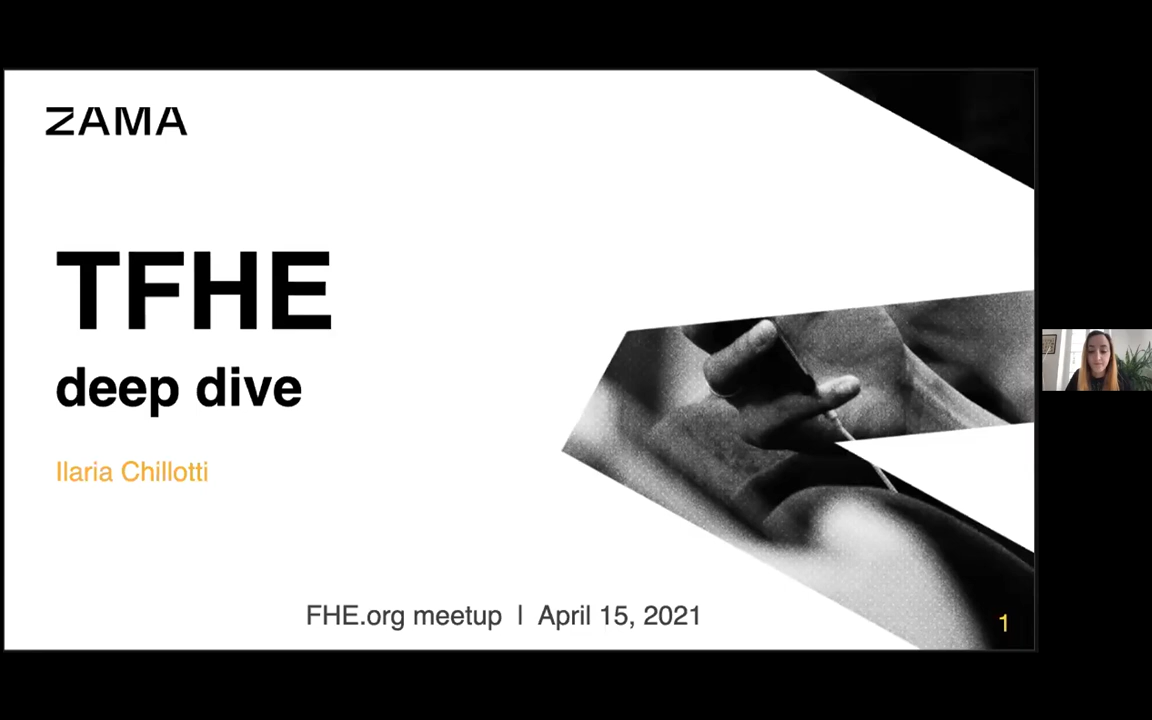 ZAMA
TFHE
deep dive
Ilaria Chillotti
FHE.org meetup | April 15, 2021
1